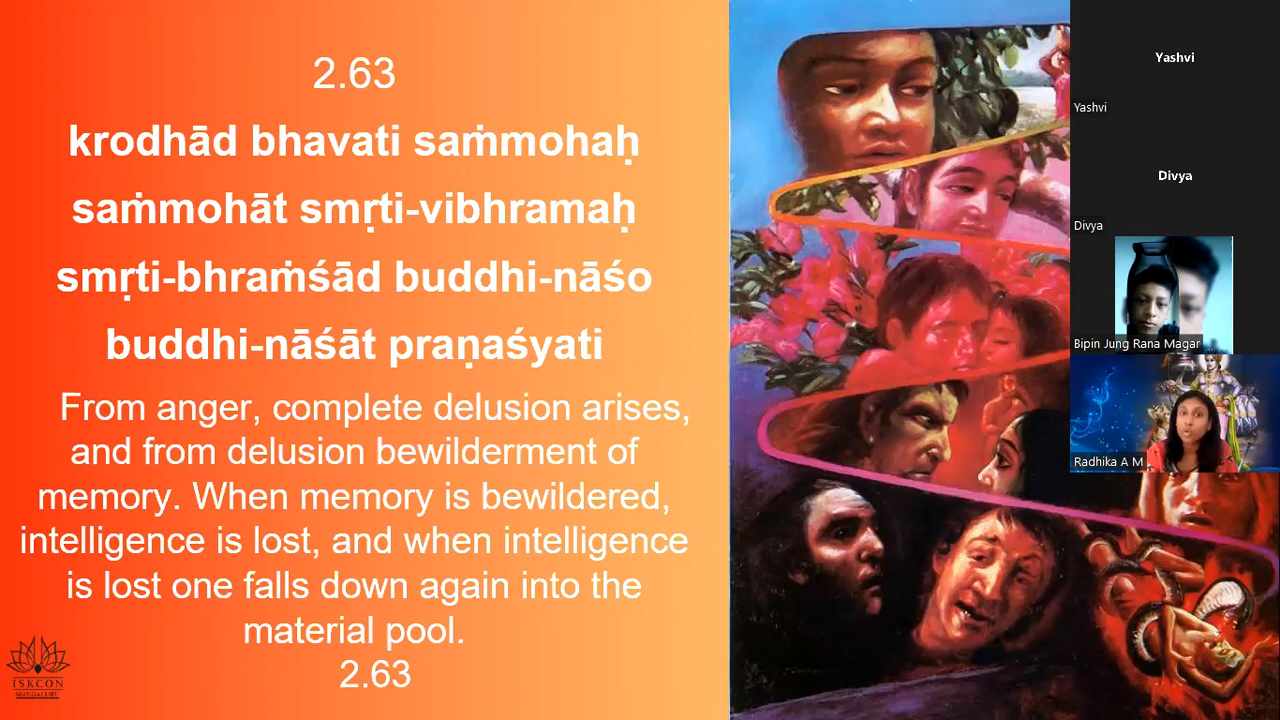 2.63
krodhād bhavati saṁmohaḥ
saṁmohāt smṛti-vibhramaḥ
smṛti-bhraṁśād buddhi-nāśo
buddhi-nāśāt praṇaśyati
From anger, complete delusion arises,
and from delusion bewilderment of
memory. When memory is bewildered,
intelligence is lost, and when intelligence
is lost one falls down again into the
material pool.
2.63
ISKCON
MANGALURU
Yashvi
Yashvi
Divya
Divya
Bipin Jung Rana Magar
Radhika A M